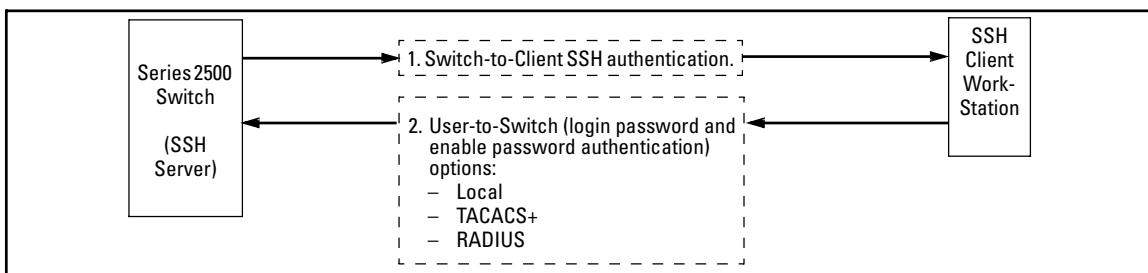 Series 2500
Switch
(SSH
Server)
1. Switch-to-Client SSH authentication.
2. User-to-Switch (login password and
enable password authentication)
options:
– Local
– TACACS+
– RADIUS
SSH
Client
Work-
Station